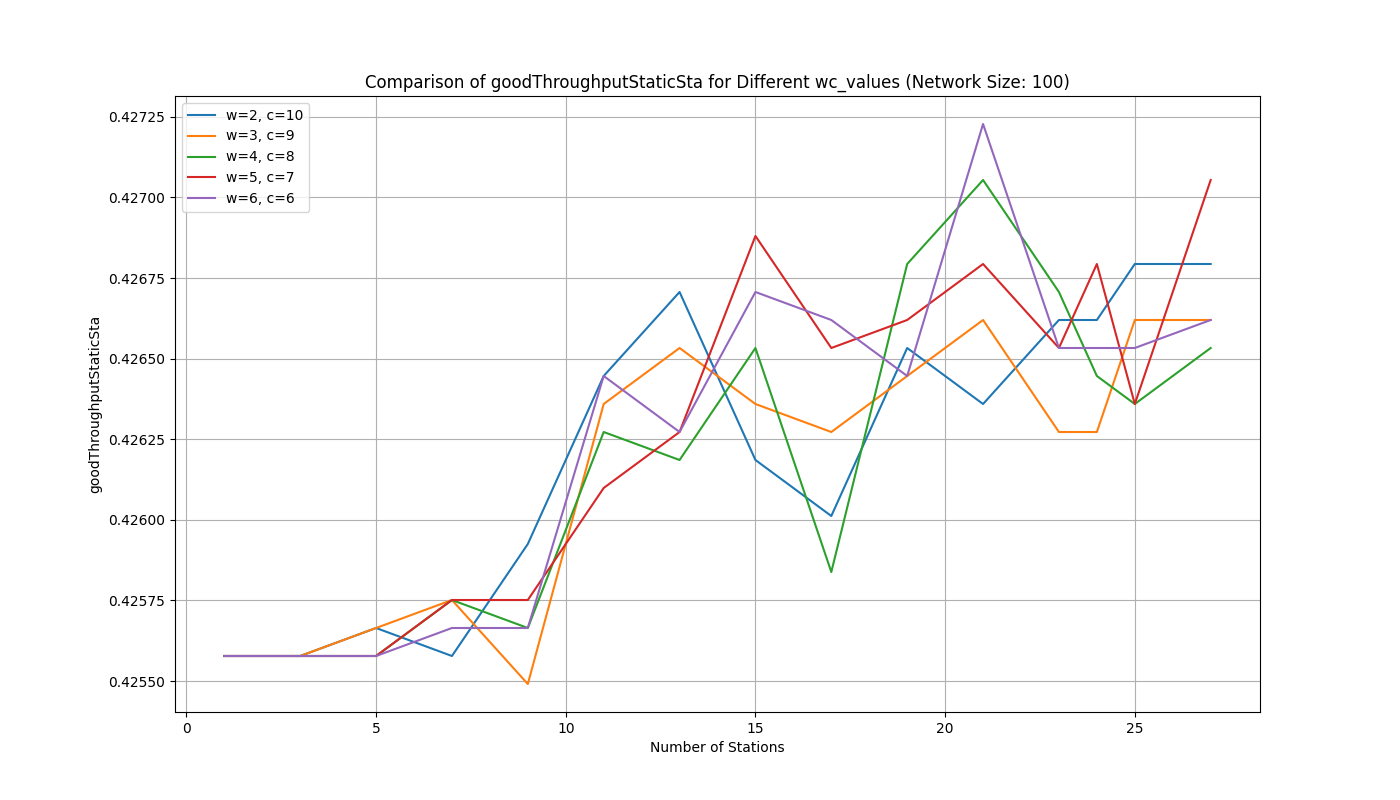 Comparison of goodThroughputStaticSta for Different wc_values (Network Size: 100)
w=2, c=10
w=3, c=9
w=4, c=8
w=5, c=7
w=6, c=6
goodThroughputStaticSta
0.42725
0.42700
0.42675
0.42650
0.42625
0.42600
0.42575
0.42550
0 5 10 15 20 25
Number of Stations